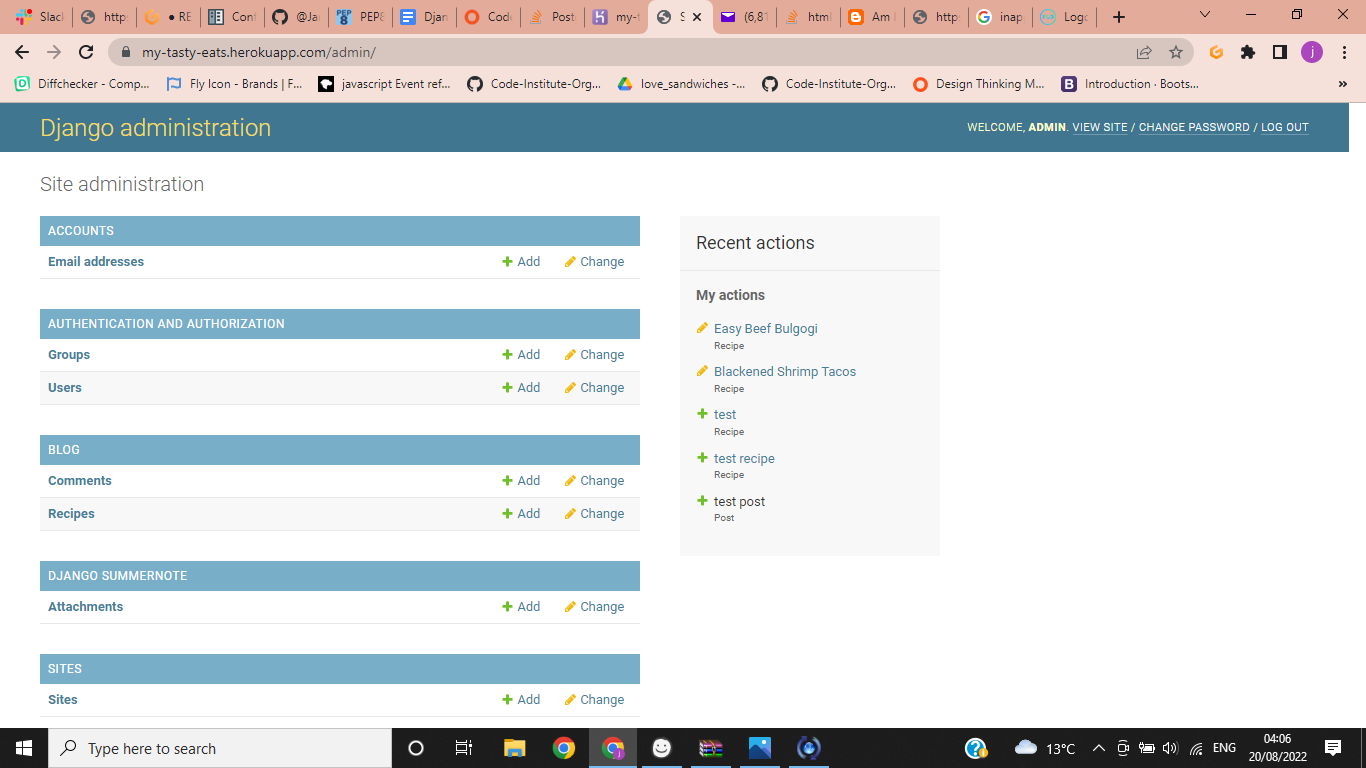 Slac
http:
● RE
Con
@Ja
PEP8
Djan
Cod
Post
my-t
S
(6,81
html
Am
http:
inap
Logo
my-tasty-eats.herokuapp.com/admin/
j
Diffchecker - Comp...
Fly Icon - Brands | F...
javascript Event ref...
Code-Institute-Org...
love_sandwiches -...
Code-Institute-Org...
Design Thinking M...
B Introduction · Boots...
»
Django administration
WELCOME, ADMIN. VIEW SITE / CHANGE PASSWORD / LOG OUT
Site administration
ACCOUNTS
Email addresses Add Change
AUTHENTICATION AND AUTHORIZATION
Groups Add Change
Users Add Change
BLOG
Comments Add Change
Recipes Add Change
DJANGO SUMMERNOTE
Attachments Add Change
SITES
Sites Add Change
Recent actions
My actions
Easy Beef Bulgogi
Recipe
Blackened Shrimp Tacos
Recipe
test
Recipe
test recipe
Recipe
test post
Post
Type here to search
13°C
ENG
04:06
20/08/2022